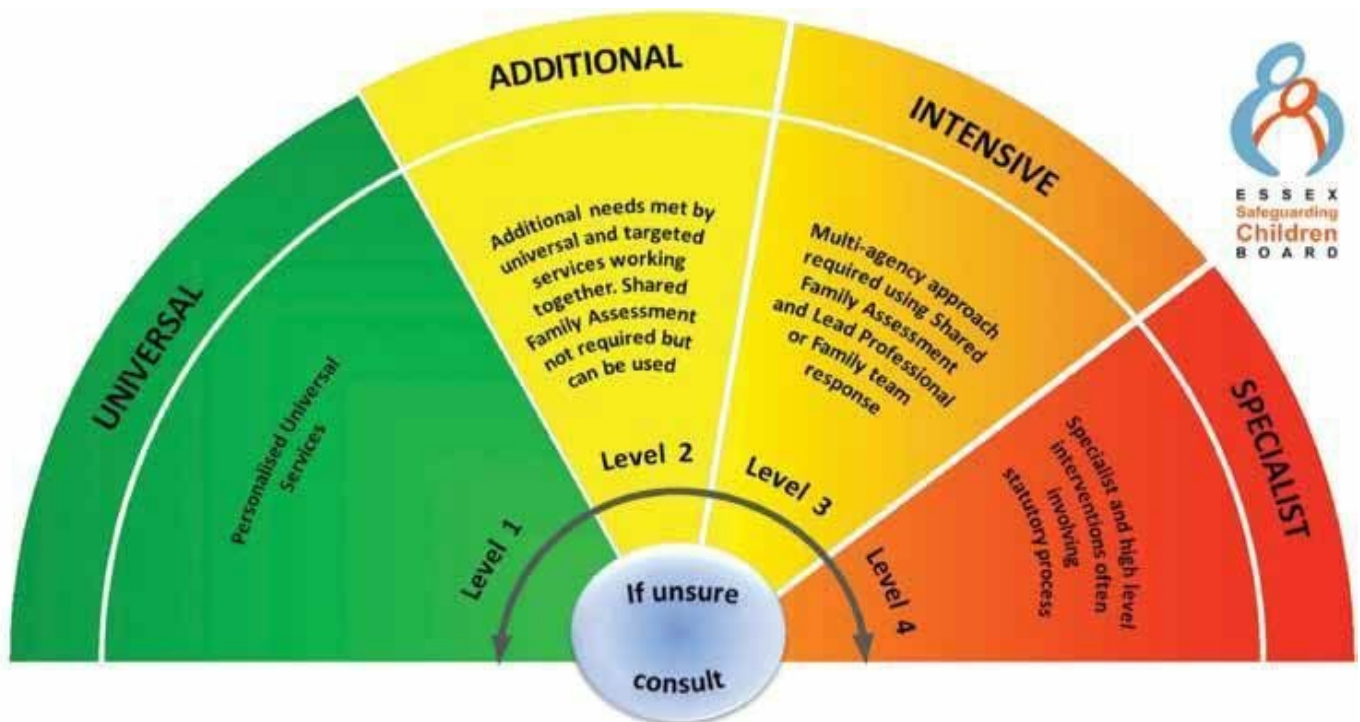 UNIVERSAL
Personalised Universal
Services
Level 1
ADDITIONAL
Additional needs met by
universal and targeted
services working
together. Shared
Family Assessment
not required but
can be used
Level 2
INTENSIVE
Multi-agency approach
required using Shared
Family Assessment
and Lead Professional
or Family team
response
Level 3
SPECIALIST
Specialist and high level
interventions often
involving
statutory process
Level 4
If unsure
consult
ESSEX
Safeguarding
Children
BOARD